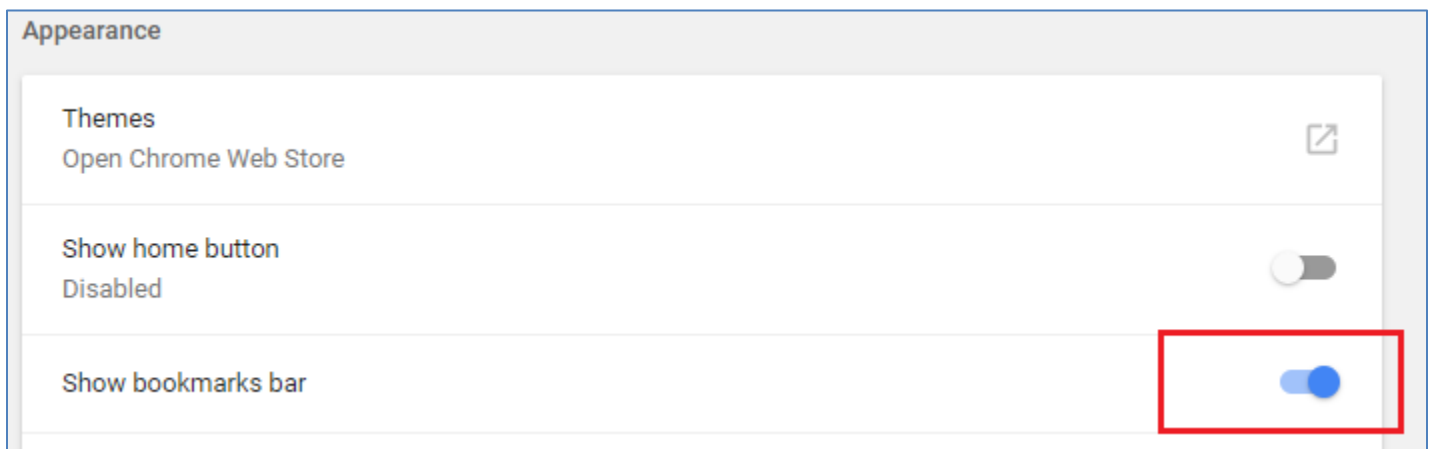 Appearance
Themes
Open Chrome Web Store
Show home button
Disabled
Show bookmarks bar